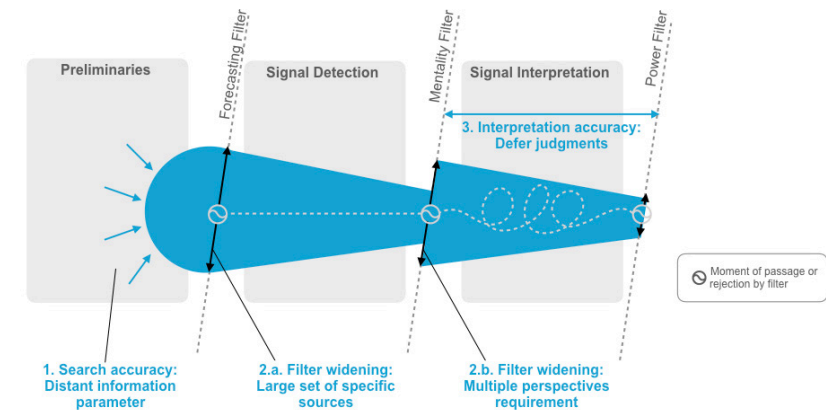 Preliminaries
Forecasting Filter
Signal Detection
Mentality Filter
Signal Interpretation
Power Filter
3. Interpretation accuracy:
Defer judgments
Moment of passage or
rejection by filter
1. Search accuracy:
Distant information
parameter
2.a. Filter widening:
Large set of specific
sources
2.b. Filter widening:
Multiple perspectives
requirement